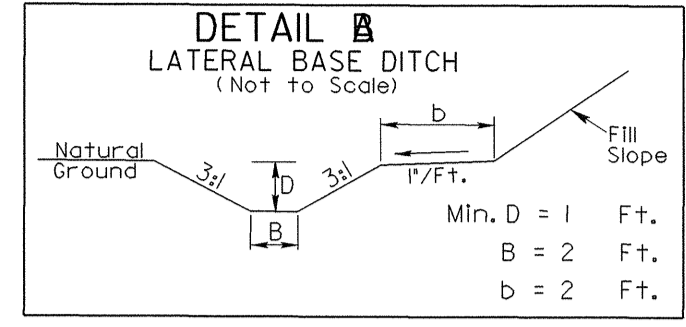 DETAIL
LATERAL BASE DITCH
(Not to Scale)
b
Natural
Ground
3:1
D
3:1
1"/Ft.
Fill
Slope
B
Min. D = 1 Ft.
B = 2 Ft.
b = 2 Ft.